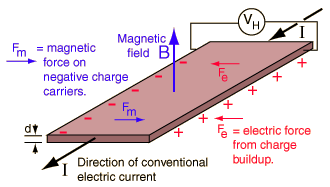 Fm = magnetic
force on
negative charge
carriers.
Magnetic
field
B
VH
I
Fe
Fm
d
Fe = electric force
from charge
buildup.
I
Direction of conventional
electric current